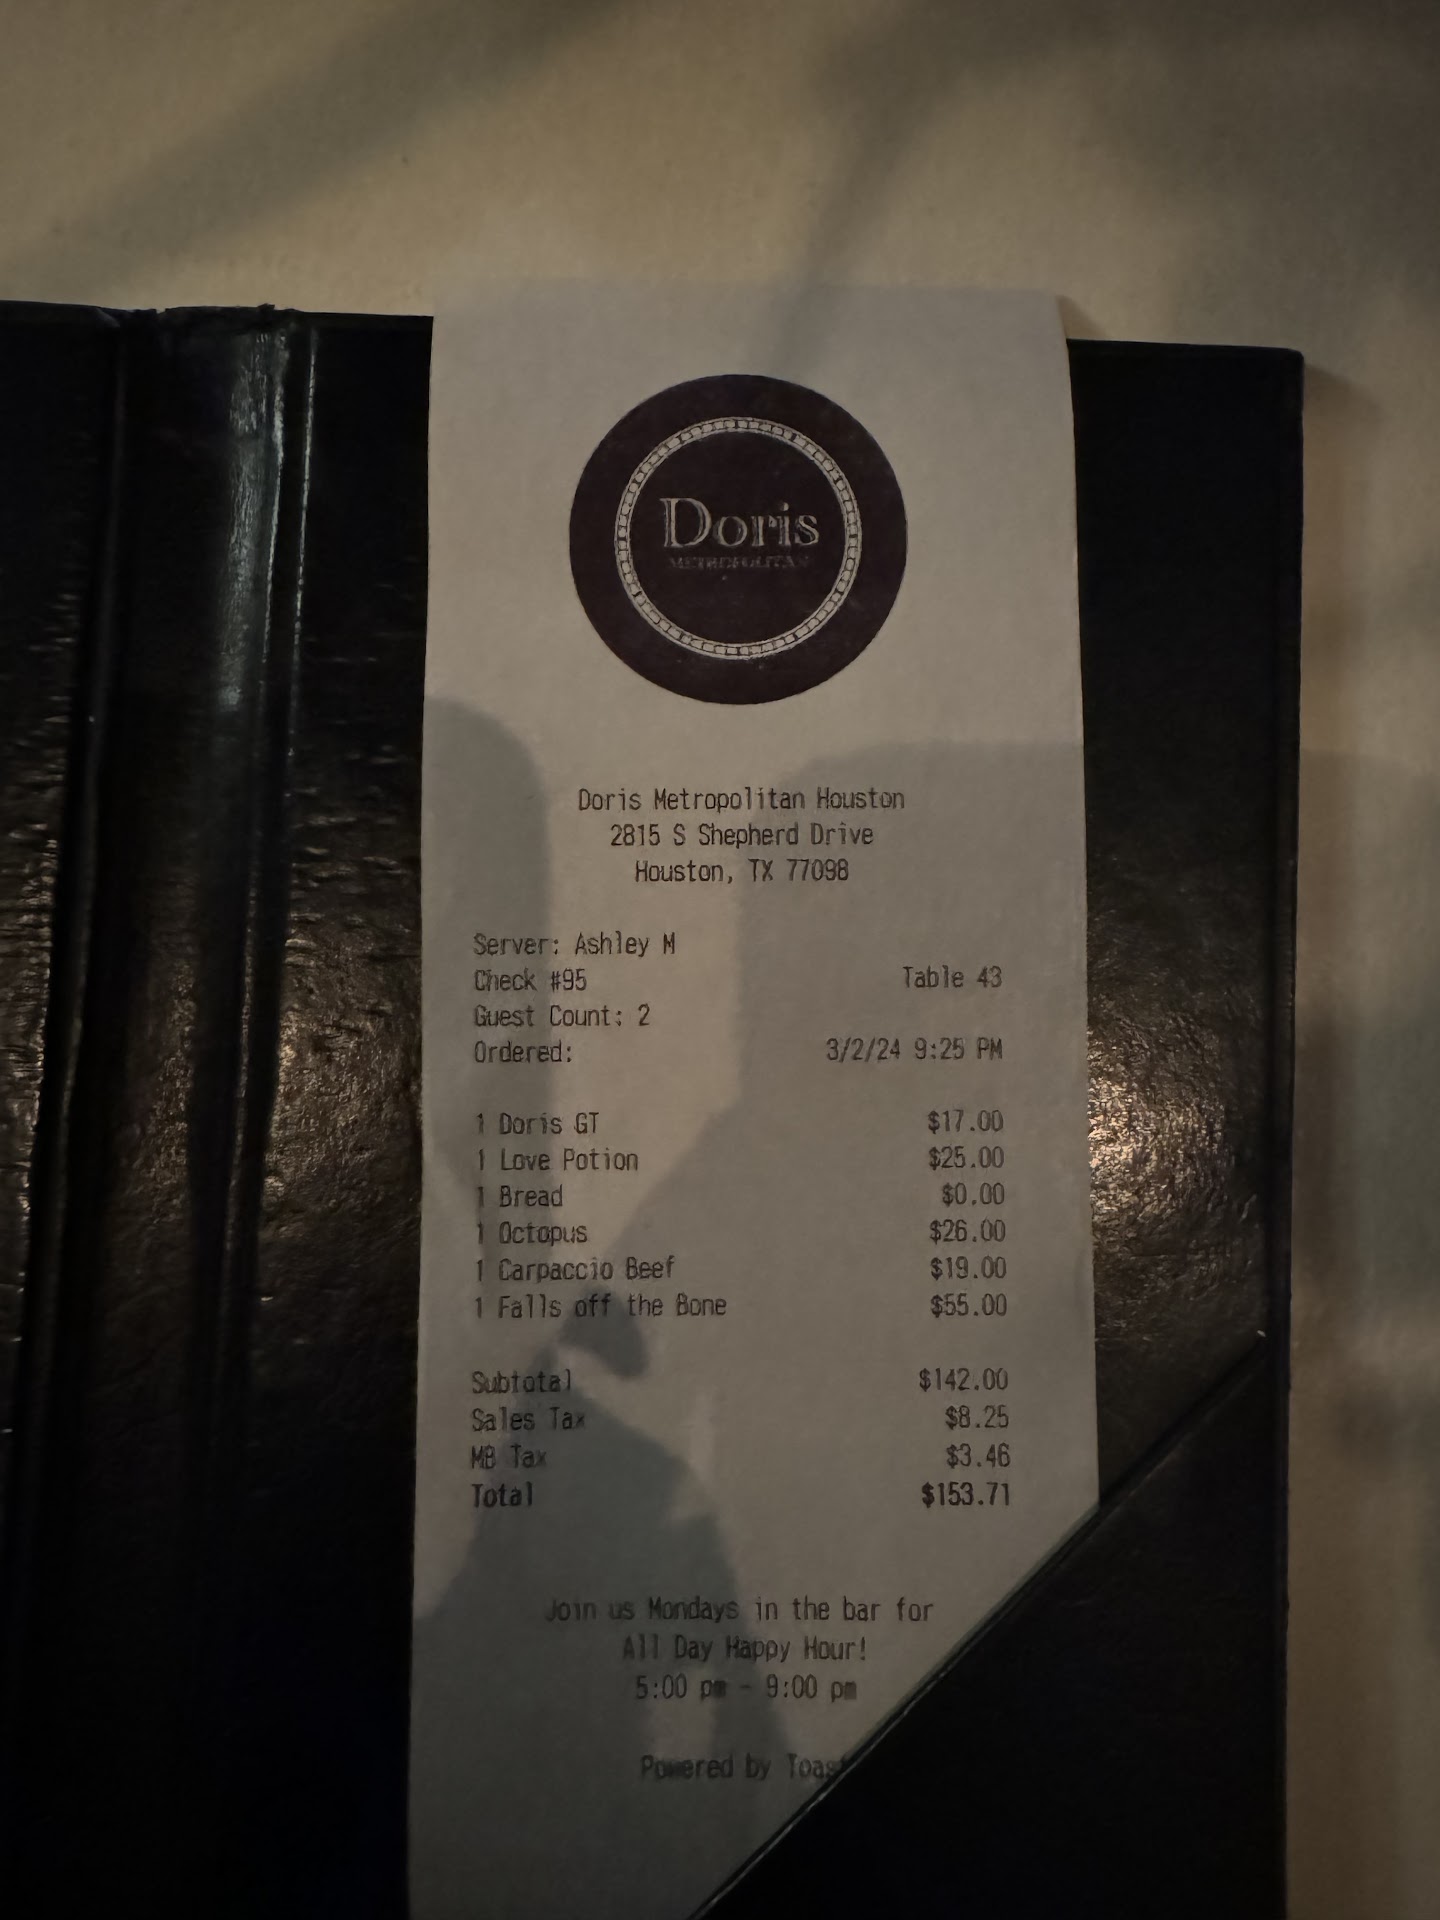 Doris
METROPOLITAN
Doris Metropolitan Houston
2815 S Shepherd Drive
Houston, TX 77098
Server: Ashley M
Check #95 Table 43
Guest Count: 2
Ordered: 3/2/24 9:25 PM
1 Doris GT $17.00
1 Love Potion $25.00
1 Bread $0.00
1 Octopus $26.00
1 Carpaccio Beef $19.00
1 Falls off the Bone $55.00
Subtotal $142.00
Sales Tax $8.25
MB Tax $3.46
Total $153.71
Join us Mondays in the bar for
All Day Happy Hour!
5:00 pm - 9:00 pm
Powered by Toast